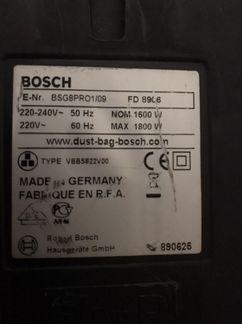 BOSCH
E-Nr. BSG8PRO1/09 FD 8906
220-240V~ 50 Hz NOM 1600 W
220V~ 60 Hz MAX 1800 W
www.dust-bag-bosch.com
TYPE VBBS822V00
MADE IN GERMANY
FABRIQUE EN R.F.A.
Robert Bosch
Hausgeräte GmbH
890625